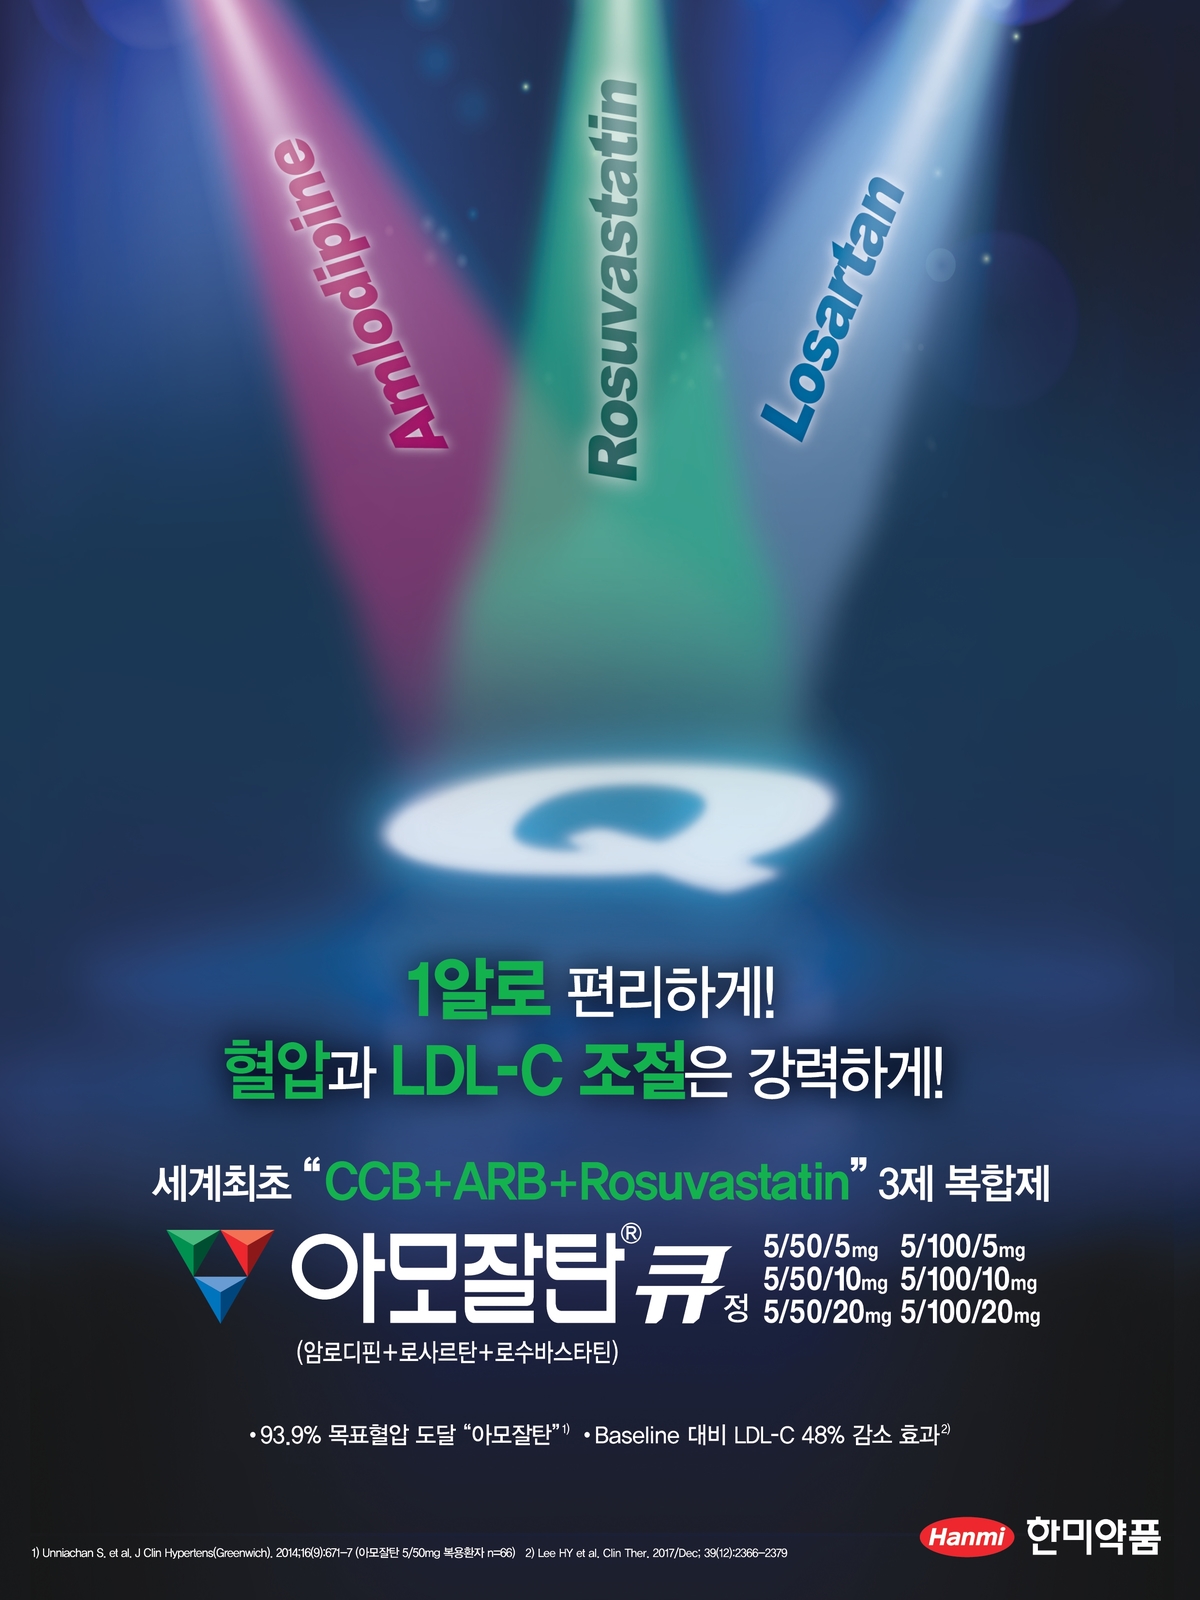 Amlodipine
Rosuvastatin
Losartan
Q
1알로 편리하게!
혈압과 LDL-C 조절은 강력하게!
세계최초 “CCB+ARB+Rosuvastatin” 3제 복합제
아모잘탄® 큐정
5/50/5mg 5/100/5mg
5/50/10mg 5/100/10mg
5/50/20mg 5/100/20mg
(암로디핀+로사르탄+로수바스타틴)
•93.9% 목표혈압 도달 “아모잘탄”1) •Baseline 대비 LDL-C 48% 감소 효과2)
1) Unniachan S. et al. J Clin Hypertens(Greenwich). 2014;16(9):671-7 (아모잘탄 5/50mg 복용환자 n=66) 2) Lee HY et al. Clin Ther. 2017/Dec; 39(12):2366-2379
Hanmi 한미약품